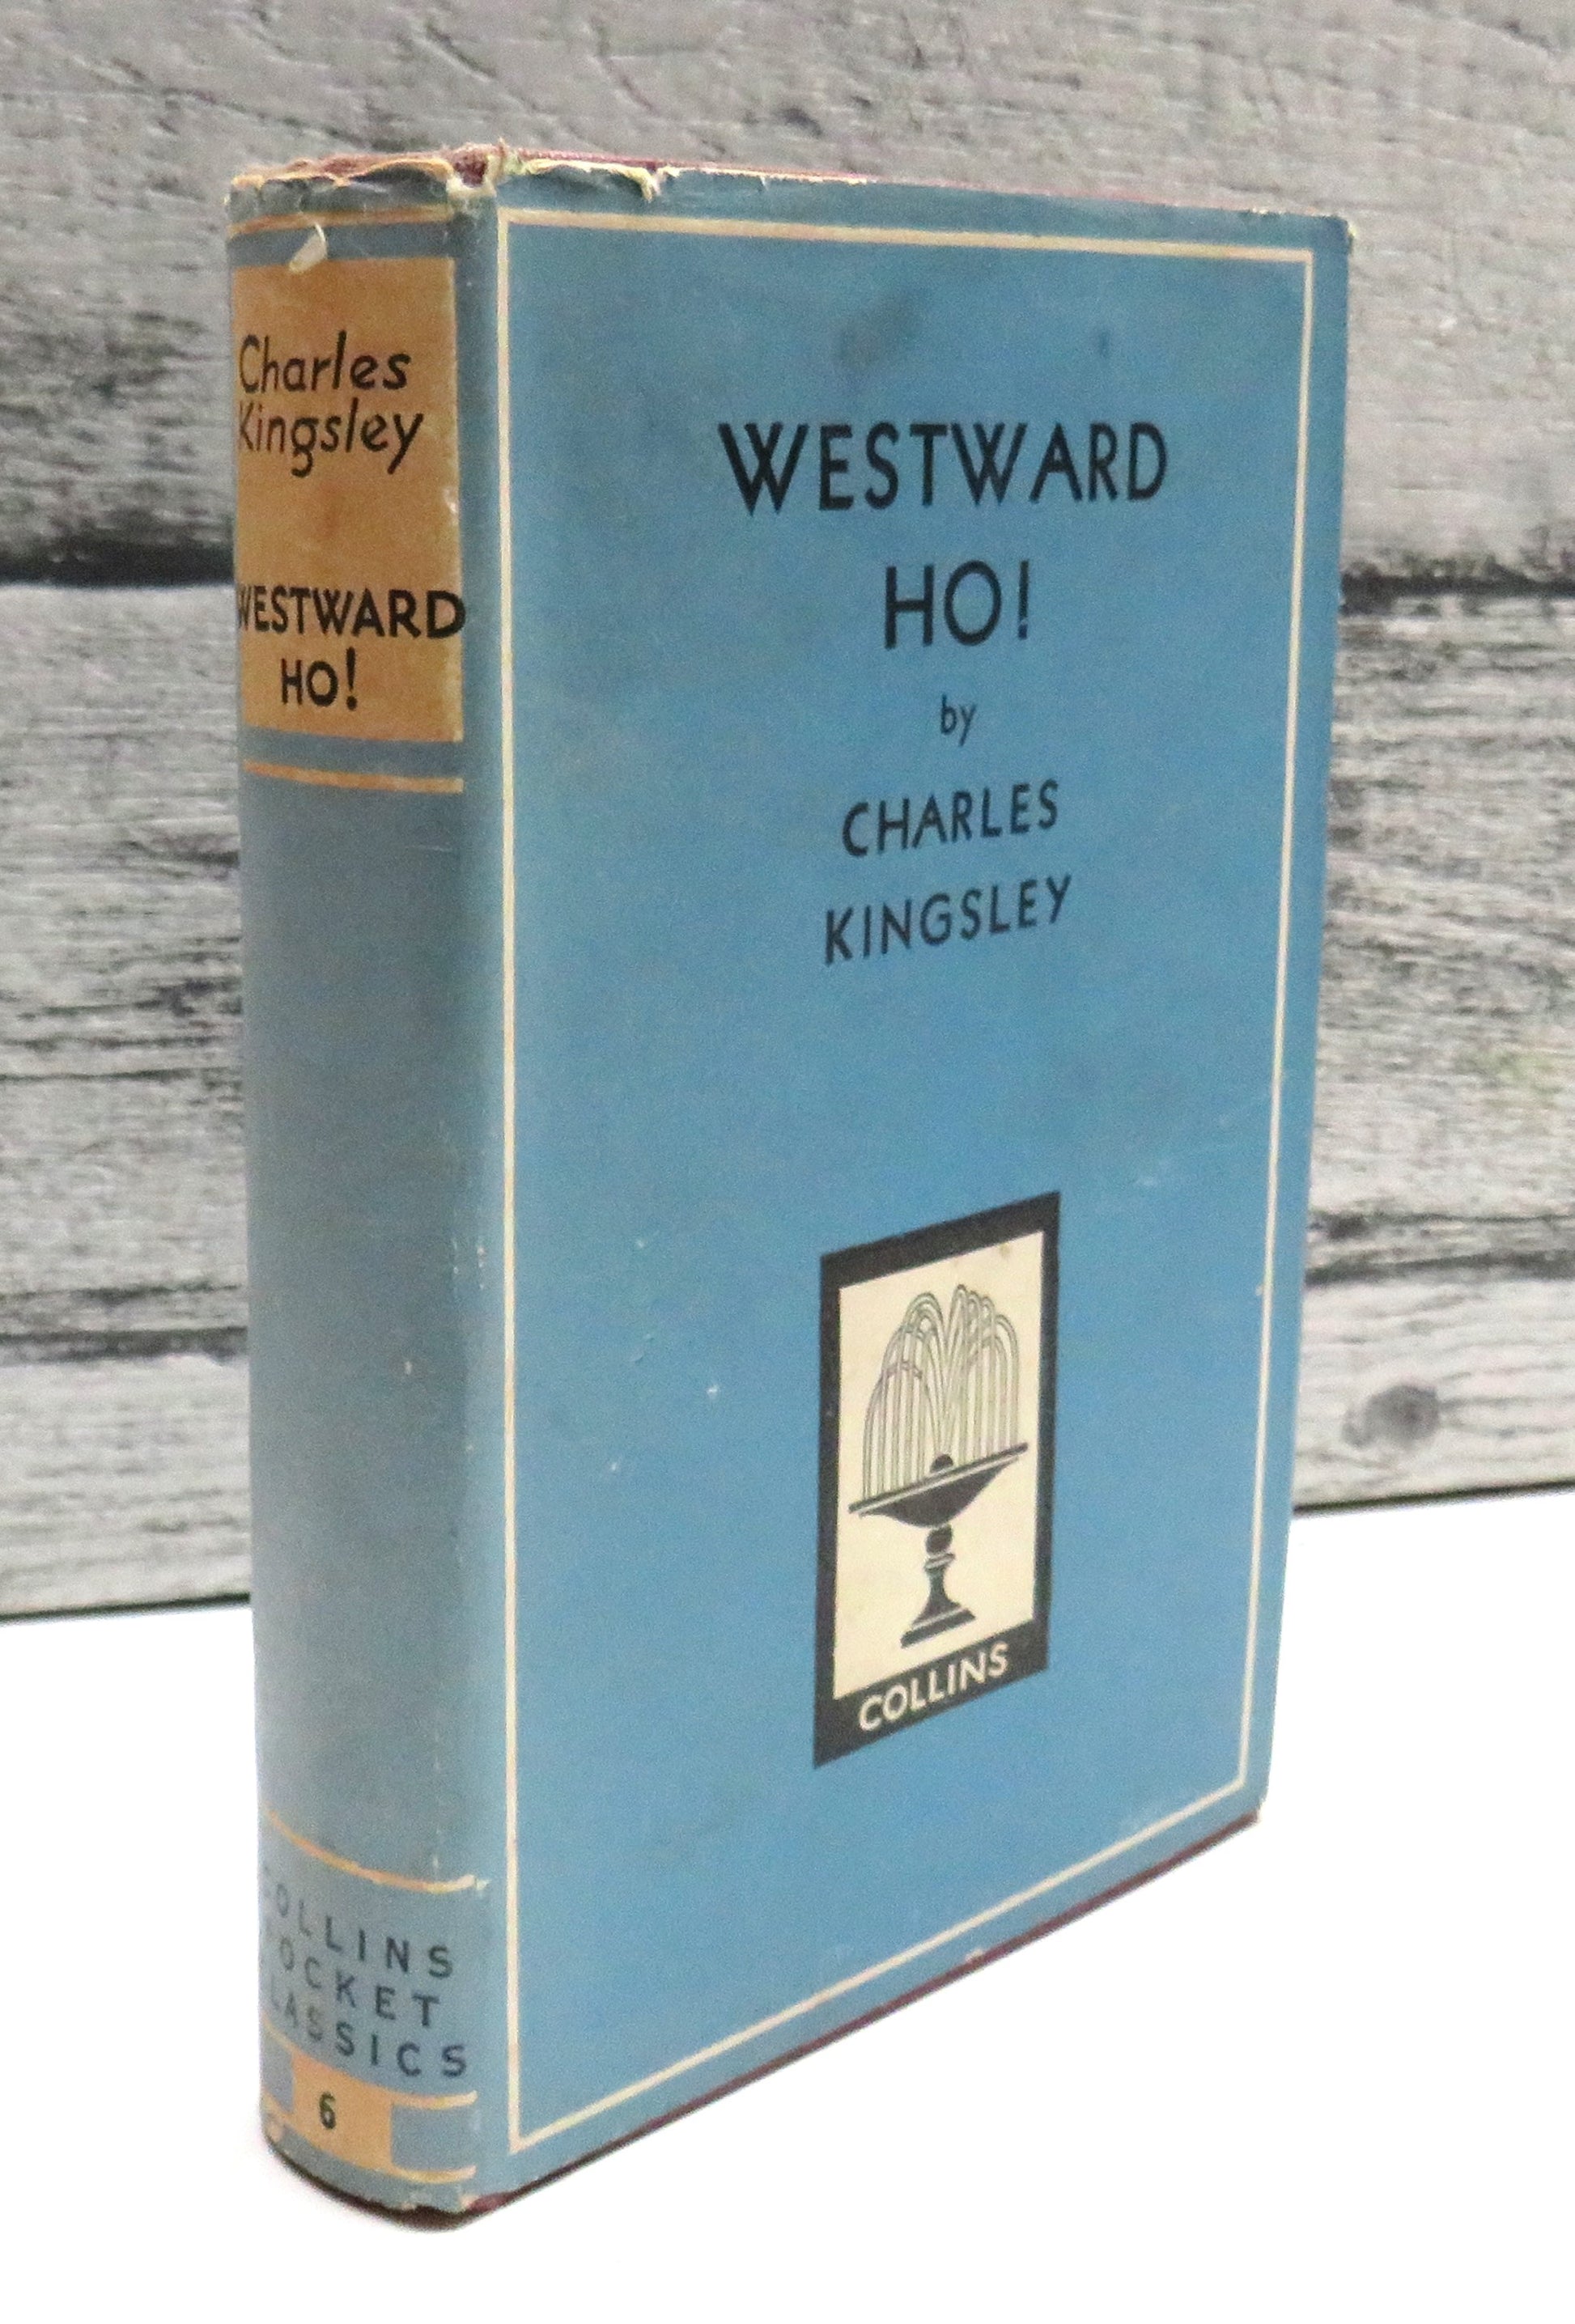 Charles
Kingsley
WESTWARD
HO!
COLLINS
POCKET
CLASSICS
6
WESTWARD
HO!
by
CHARLES
KINGSLEY
COLLINS